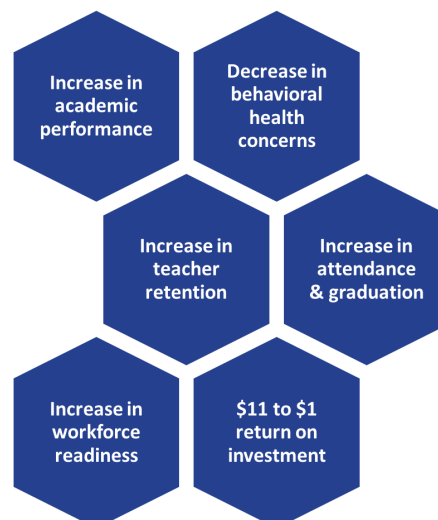 Increase in
academic
performance
Decrease in
behavioral
health
concerns
Increase in
teacher
retention
Increase in
attendance
& graduation
Increase in
workforce
readiness
$11 to $1
return on
investment